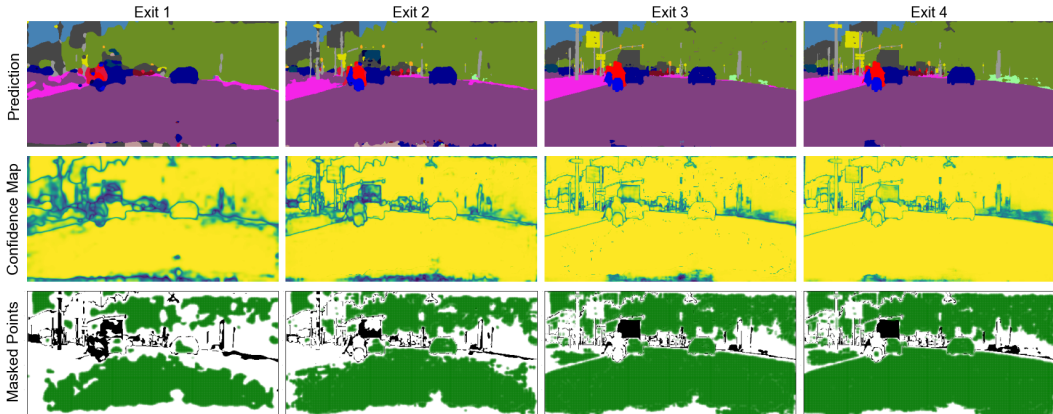 Exit 1
Exit 2
Exit 3
Exit 4
Prediction
Confidence Map
Masked Points